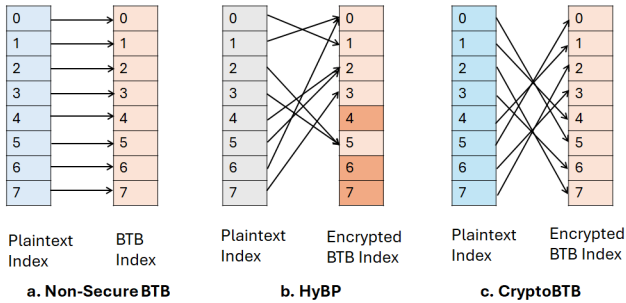 0 0 0 0 0 0
1 1 1 1 1 1
2 2 2 2 2 2
3 3 3 3 3 3
4 4 4 4 4 4
5 5 5 5 5 5
6 6 6 6 6 6
7 7 7 7 7 7
Plaintext BTB Plaintext Encrypted Plaintext Encrypted
Index Index Index BTB Index Index BTB Index
a. Non-Secure BTB b. HyBP c. CryptoBTB